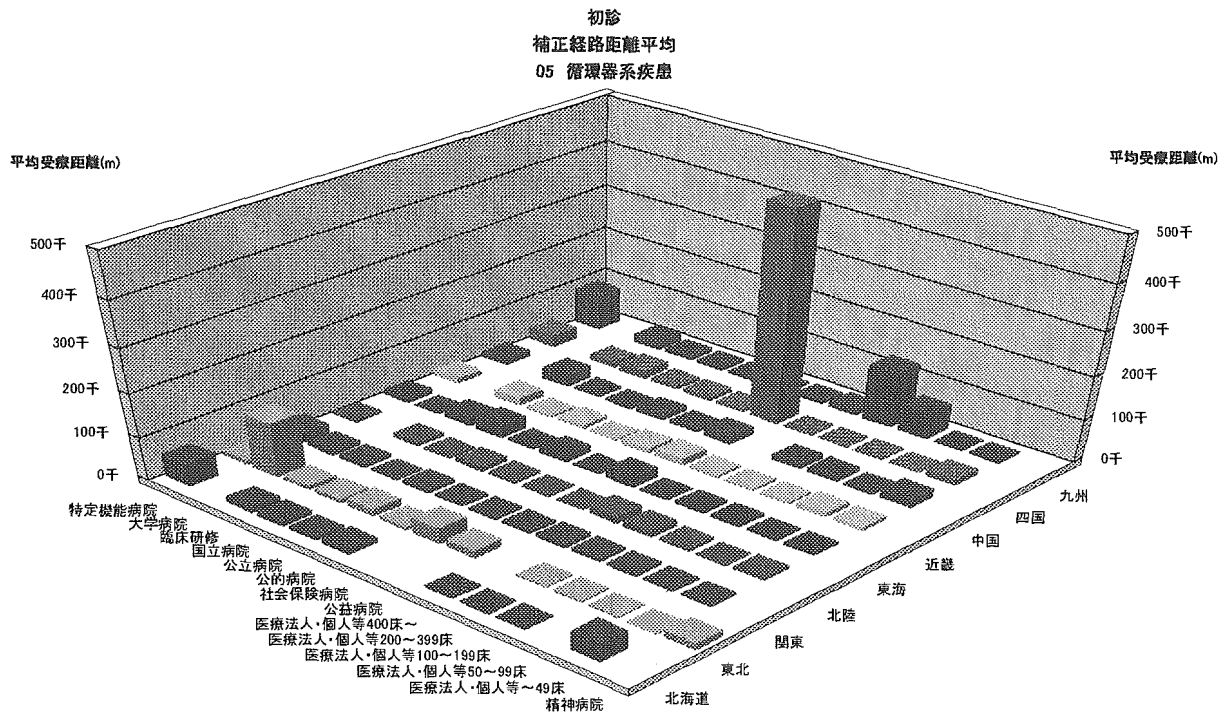 初診
補正経路距離平均
05 循環器系疾患
平均受療距離(m)
平均受療距離(m)
500千
400千
300千
200千
100千
0千
500千
400千
300千
200千
100千
0千
特定機能病院
大学病院
臨床研修
国立病院
公立病院
公的病院
社会保険病院
公益病院
医療法人・個人等400床～
医療法人・個人等200～399床
医療法人・個人等100～199床
医療法人・個人等50～99床
医療法人・個人等～49床
精神病院
北海道
東北
関東
北陸
東海
近畿
中国
四国
九州